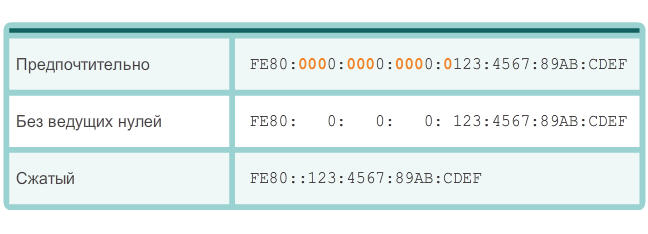 Предпочтительно FE80:0000:0000:0000:0123:4567:89AB:CDEF
Без ведущих нулей FE80:   0:   0:   0: 123:4567:89AB:CDEF
Сжатый FE80::123:4567:89AB:CDEF